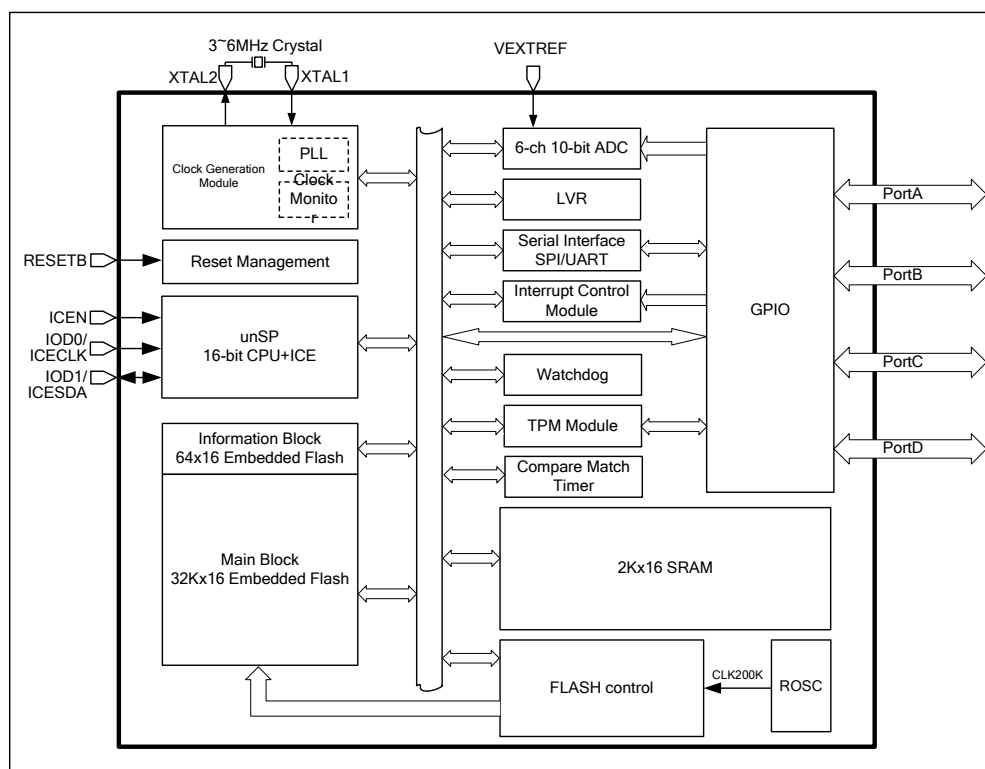 3~6MHz Crystal
XTAL2
XTAL1
VEXTREF
Clock Generation
Module
PLL
Clock
Monito
r
6-ch 10-bit ADC
LVR
PortA
RESETB
Reset Management
Serial Interface
SPI/UART
PortB
Interrupt Control
Module
GPIO
ICEN
IOD0/
ICECLK
IOD1/
ICESDA
unSP
16-bit CPU+ICE
Watchdog
PortC
TPM Module
Information Block
64x16 Embedded Flash
PortD
Compare Match
Timer
Main Block
32Kx16 Embedded Flash
2Kx16 SRAM
FLASH control
CLK200K
ROSC